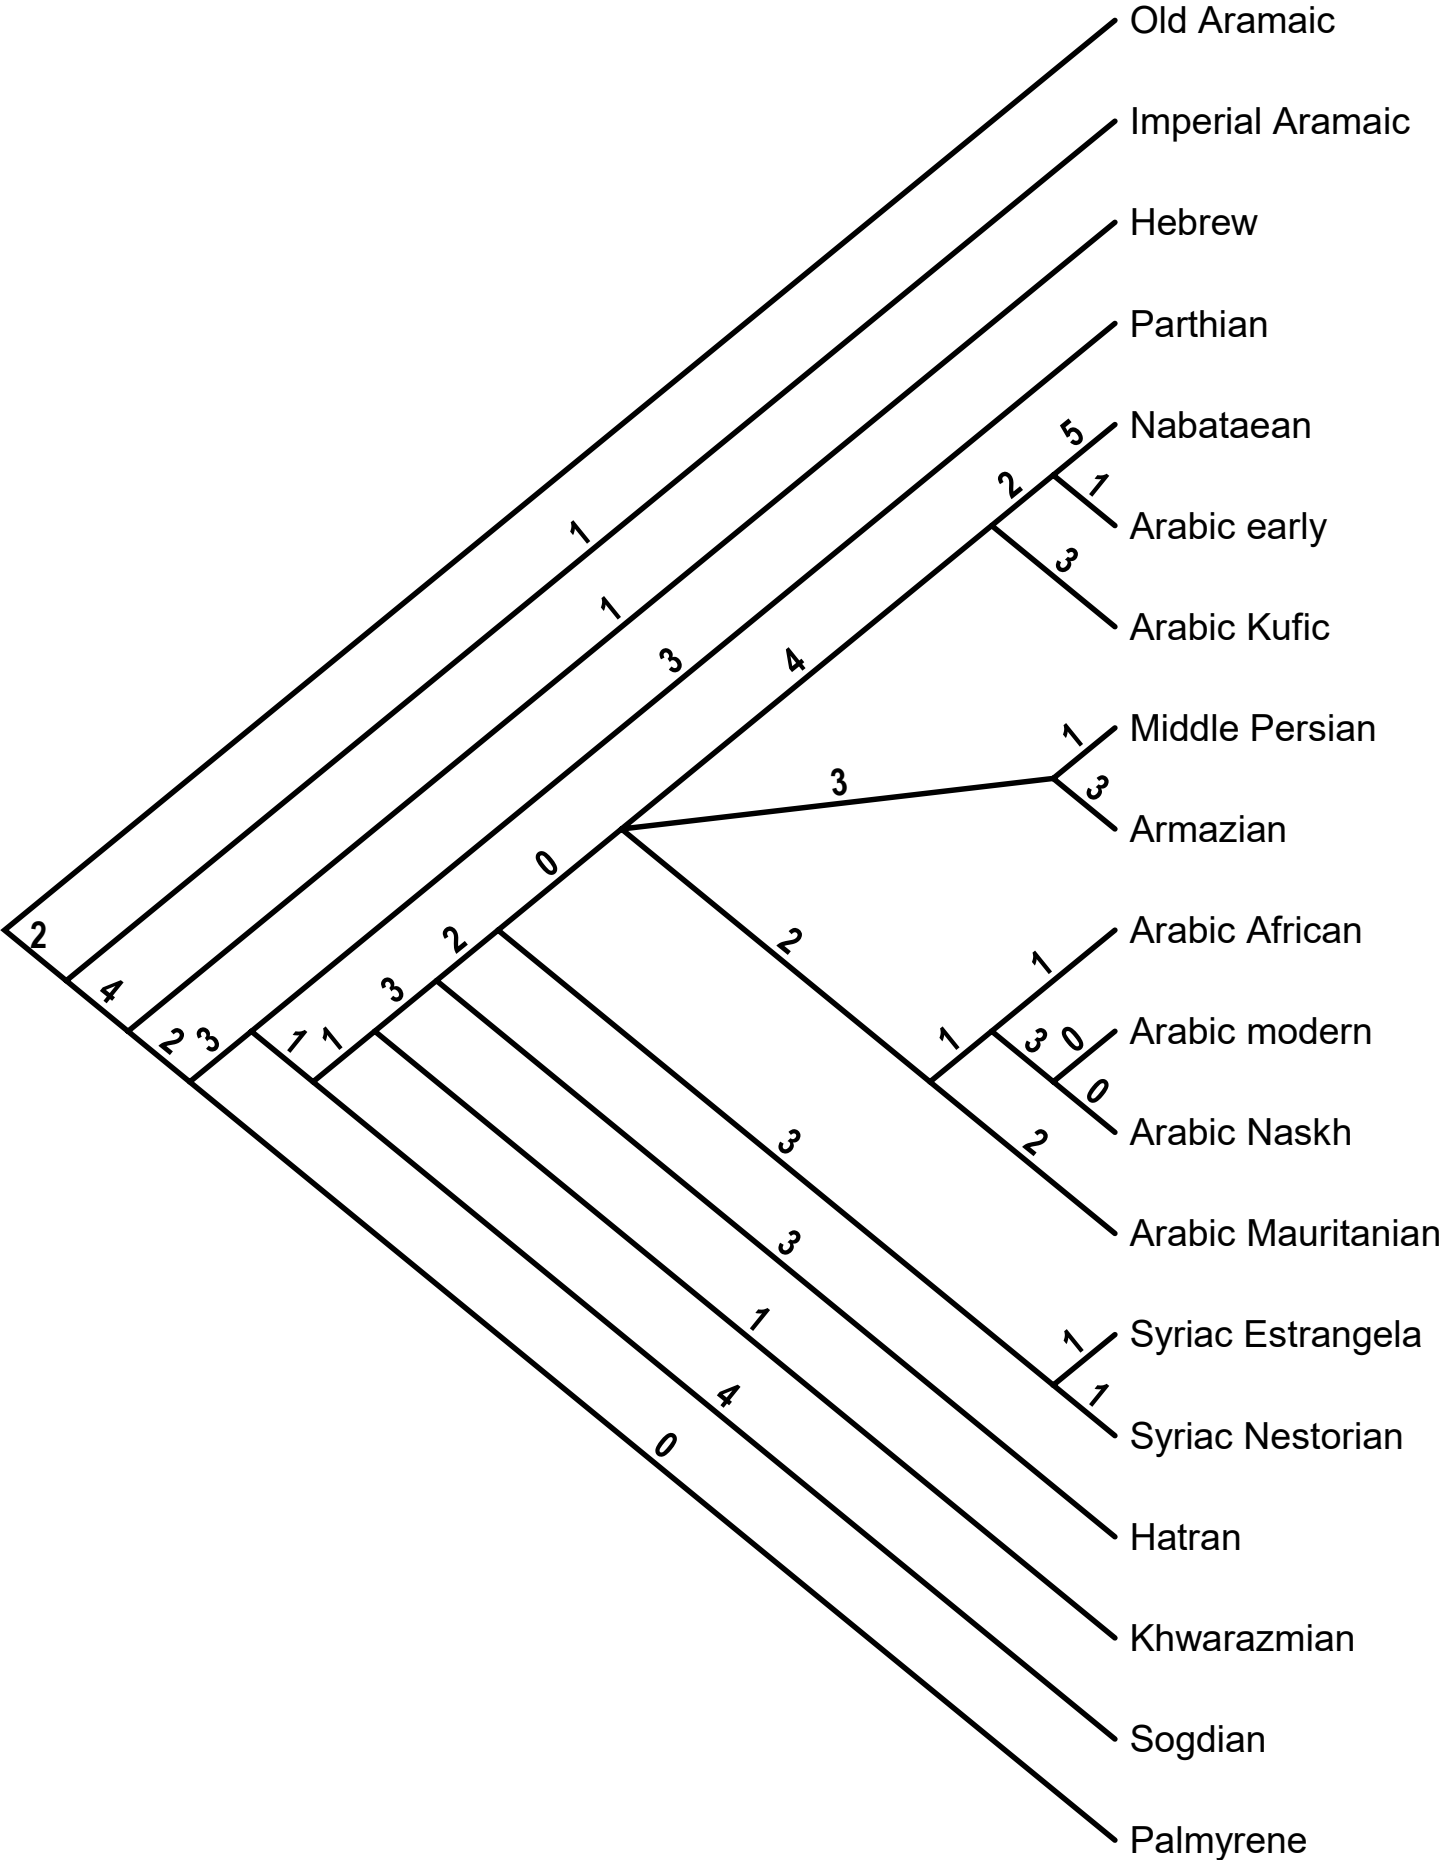 Old Aramaic
Imperial Aramaic
Hebrew
Parthian
5
Nabataean
2
1
Arabic early
1
3
1
Arabic Kufic
3
4
1
Middle Persian
3
3
Armazian
0
2
2
1
Arabic African
3
4
2
3
1
1
1
3
0
Arabic modern
0
Arabic Naskh
3
2
Arabic Mauritanian
3
1
1
Syriac Estrangela
4
1
Syriac Nestorian
0
Hatran
Khwarazmian
Sogdian
Palmyrene